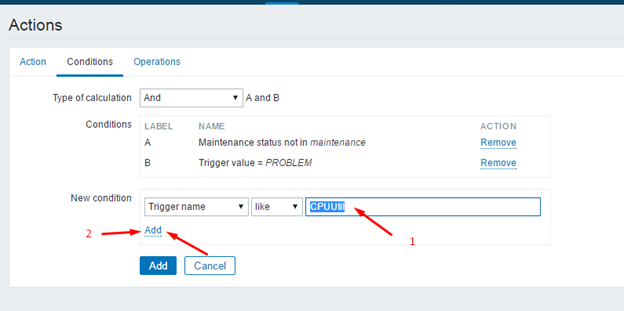 Actions
Action Conditions Operations
Type of calculation And A and B
Conditions LABEL NAME ACTION
A Maintenance status not in maintenance Remove
B Trigger value = PROBLEM Remove
New condition Trigger name like CPUUtil
2 Add 1
Add Cancel